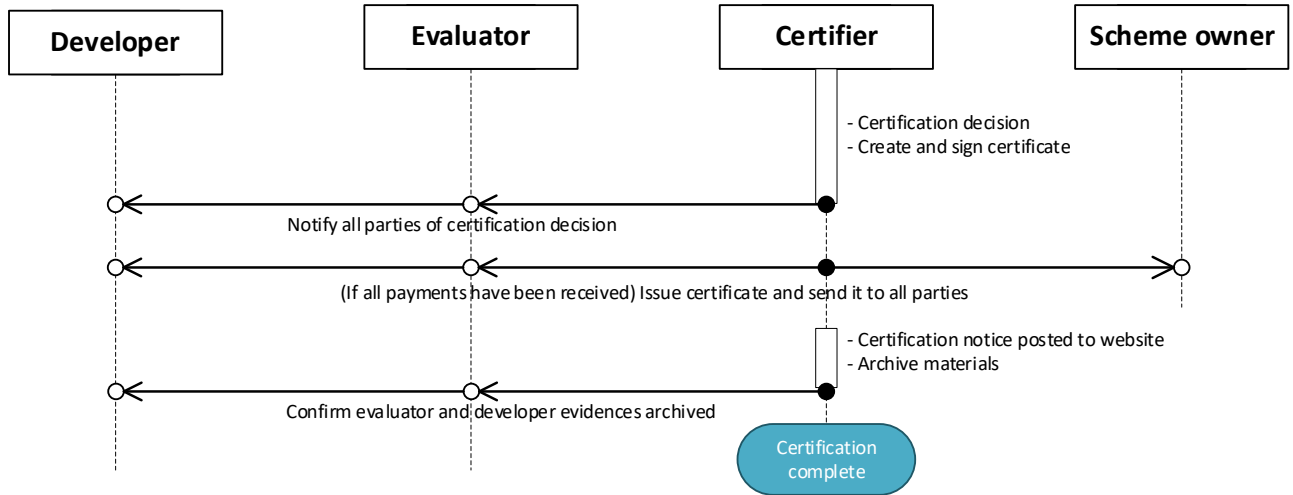 Developer
Evaluator
Certifier
Scheme owner
- Certification decision
- Create and sign certificate
Notify all parties of certification decision
(If all payments have been received) Issue certificate and send it to all parties
- Certification notice posted to website
- Archive materials
Confirm evaluator and developer evidences archived
Certification
complete